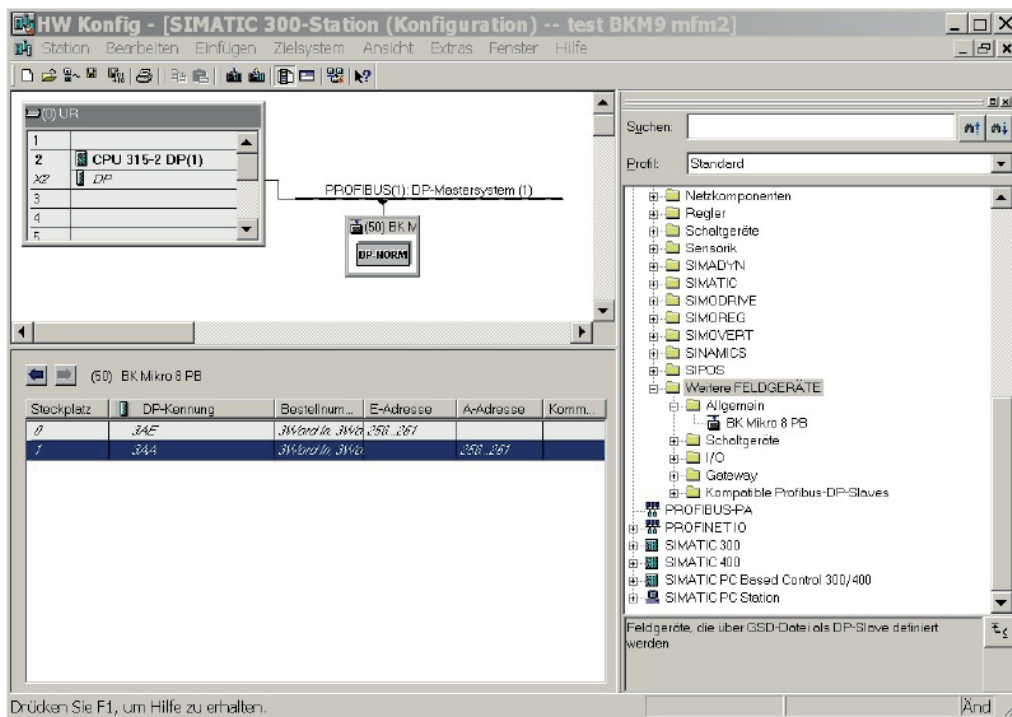 HW Konfig - [SIMATIC 300-Station (Konfiguration) -- test BKM9 mfm2]
Station Bearbeiten Einfügen Zielsystem Ansicht Extras Fenster Hilfe
(0) UR
1
2 CPU 315-2 DP(1)
X2 DP
3
4
5
PROFIBUS(1): DP-Mastersystem (1)
(50) BK M
DP-NORM
(50) BK Mikro 8 PB
Steckplatz DP-Kennung Bestellnum... E-Adresse A-Adresse Komm...
0 3AE 3Word In, 3Wo 256...261
1 3AA 3Word In, 3Wo 256...261
Suchen:
Profil: Standard
Netzkomponenten
Regler
Schaltgeräte
Sensorik
SIMADYN
SIMATIC
SIMODRIVE
SIMOREG
SIMOVERT
SINAMICS
SIPOS
Weitere FELDGERÄTE
Allgemein
BK Mikro 8 PB
Schaltgeräte
I/O
Gateway
Kompatible Profibus-DP-Slaves
PROFIBUS-PA
PROFINET IO
SIMATIC 300
SIMATIC 400
SIMATIC PC Based Control 300/400
SIMATIC PC Station
Feldgeräte, die über GSD-Datei als DP-Slave definiert
werden
Drücken Sie F1, um Hilfe zu erhalten.
Änd